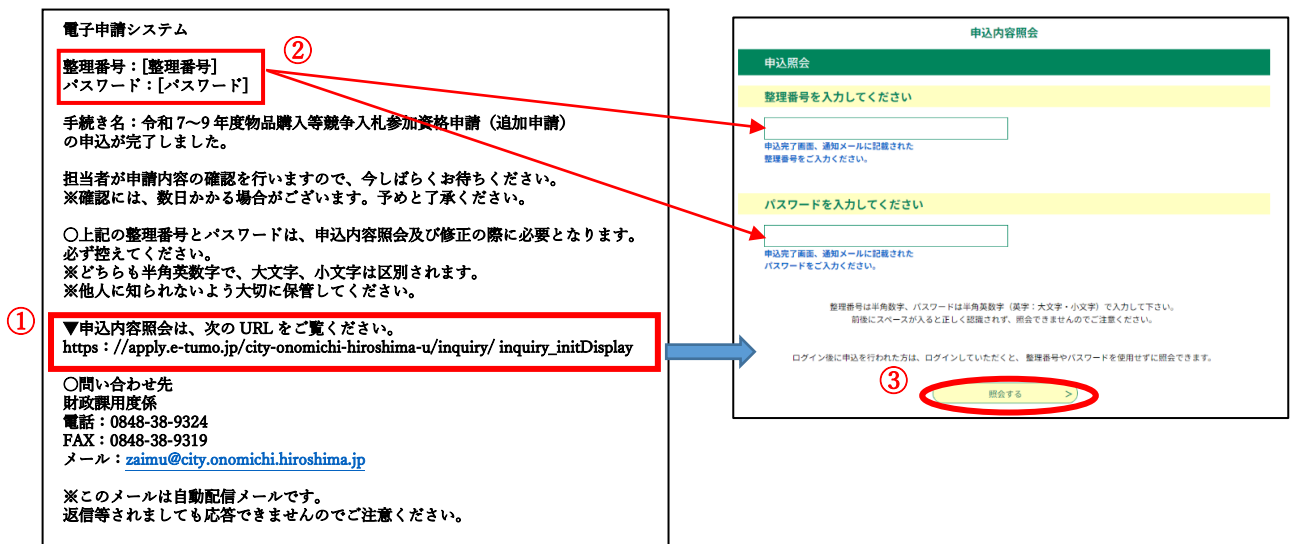 電子申請システム
②
整理番号：[整理番号]
パスワード：[パスワード]
手続き名：令和 7～9 年度物品購入等競争入札参加資格申請（追加申請）
の申込が完了しました。
担当者が申請内容の確認を行いますので、今しばらくお待ちください。
※確認には、数日かかる場合がございます。予めと了承ください。
〇上記の整理番号とパスワードは、申込内容照会及び修正の際に必要となります。
必ず控えてください。
※どちらも半角英数字で、大文字、小文字は区別されます。
※他人に知られないよう大切に保管してください。
①
▼申込内容照会は、次の URL をご覧ください。
https：//apply.e-tumo.jp/city-onomichi-hiroshima-u/inquiry/ inquiry_initDisplay
〇問い合わせ先
財政課用度係
電話：0848-38-9324
FAX：0848-38-9319
メール：zaimu@city.onomichi.hiroshima.jp
※このメールは自動配信メールです。
返信等されましても応答できませんのでご注意ください。
申込内容照会
申込照会
整理番号を入力してください
申込完了画面、通知メールに記載された
整理番号をご入力ください。
パスワードを入力してください
申込完了画面、通知メールに記載された
パスワードをご入力ください。
整理番号は半角数字、パスワードは半角英数字（英字：大文字・小文字）で入力して下さい。
前後にスペースが入ると正しく認識されず、照会できませんのでご注意ください。
ログイン後に申込を行われた方は、ログインしていただくと、 整理番号やパスワードを使用せずに照会できます。
③
照会する >